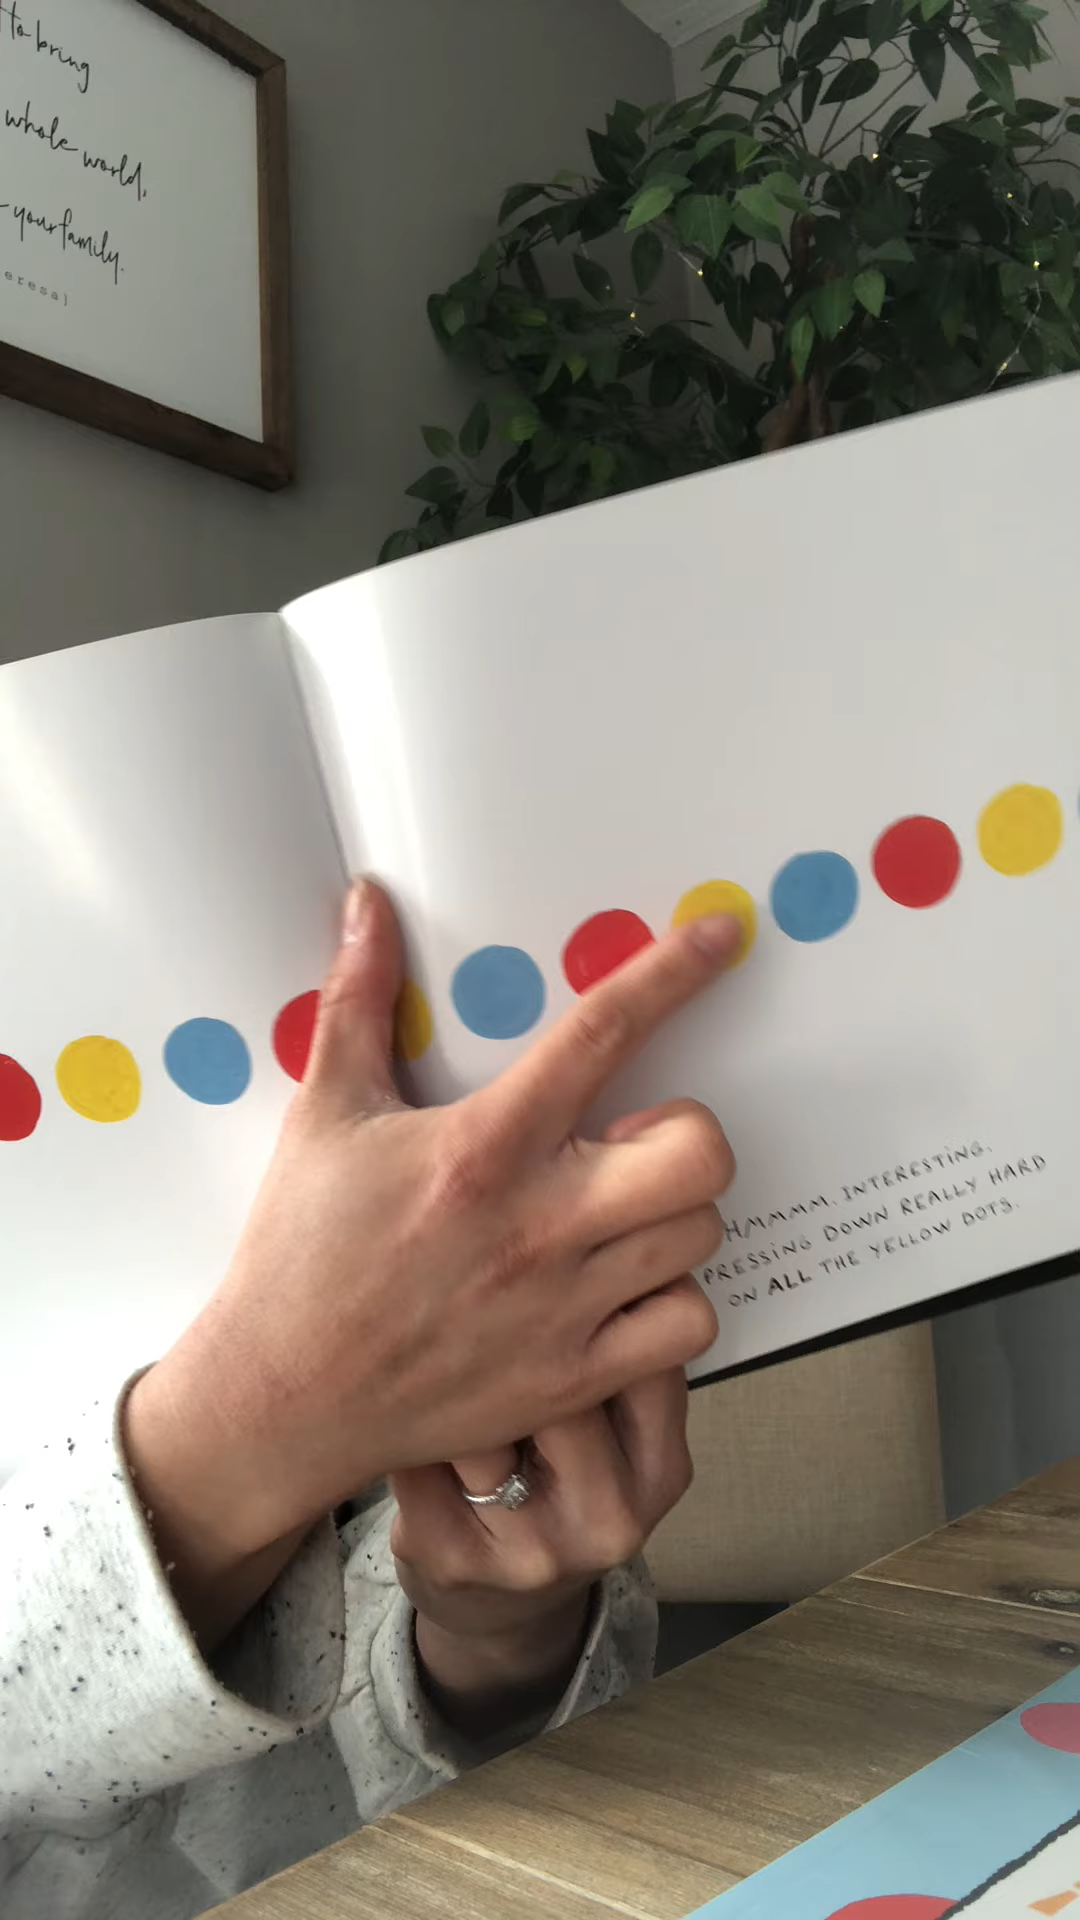 to bring
whole world,
your family.
eresa)
HMMMM. INTERESTING.
PRESSING DOWN REALLY HARD
ON ALL THE YELLOW DOTS.